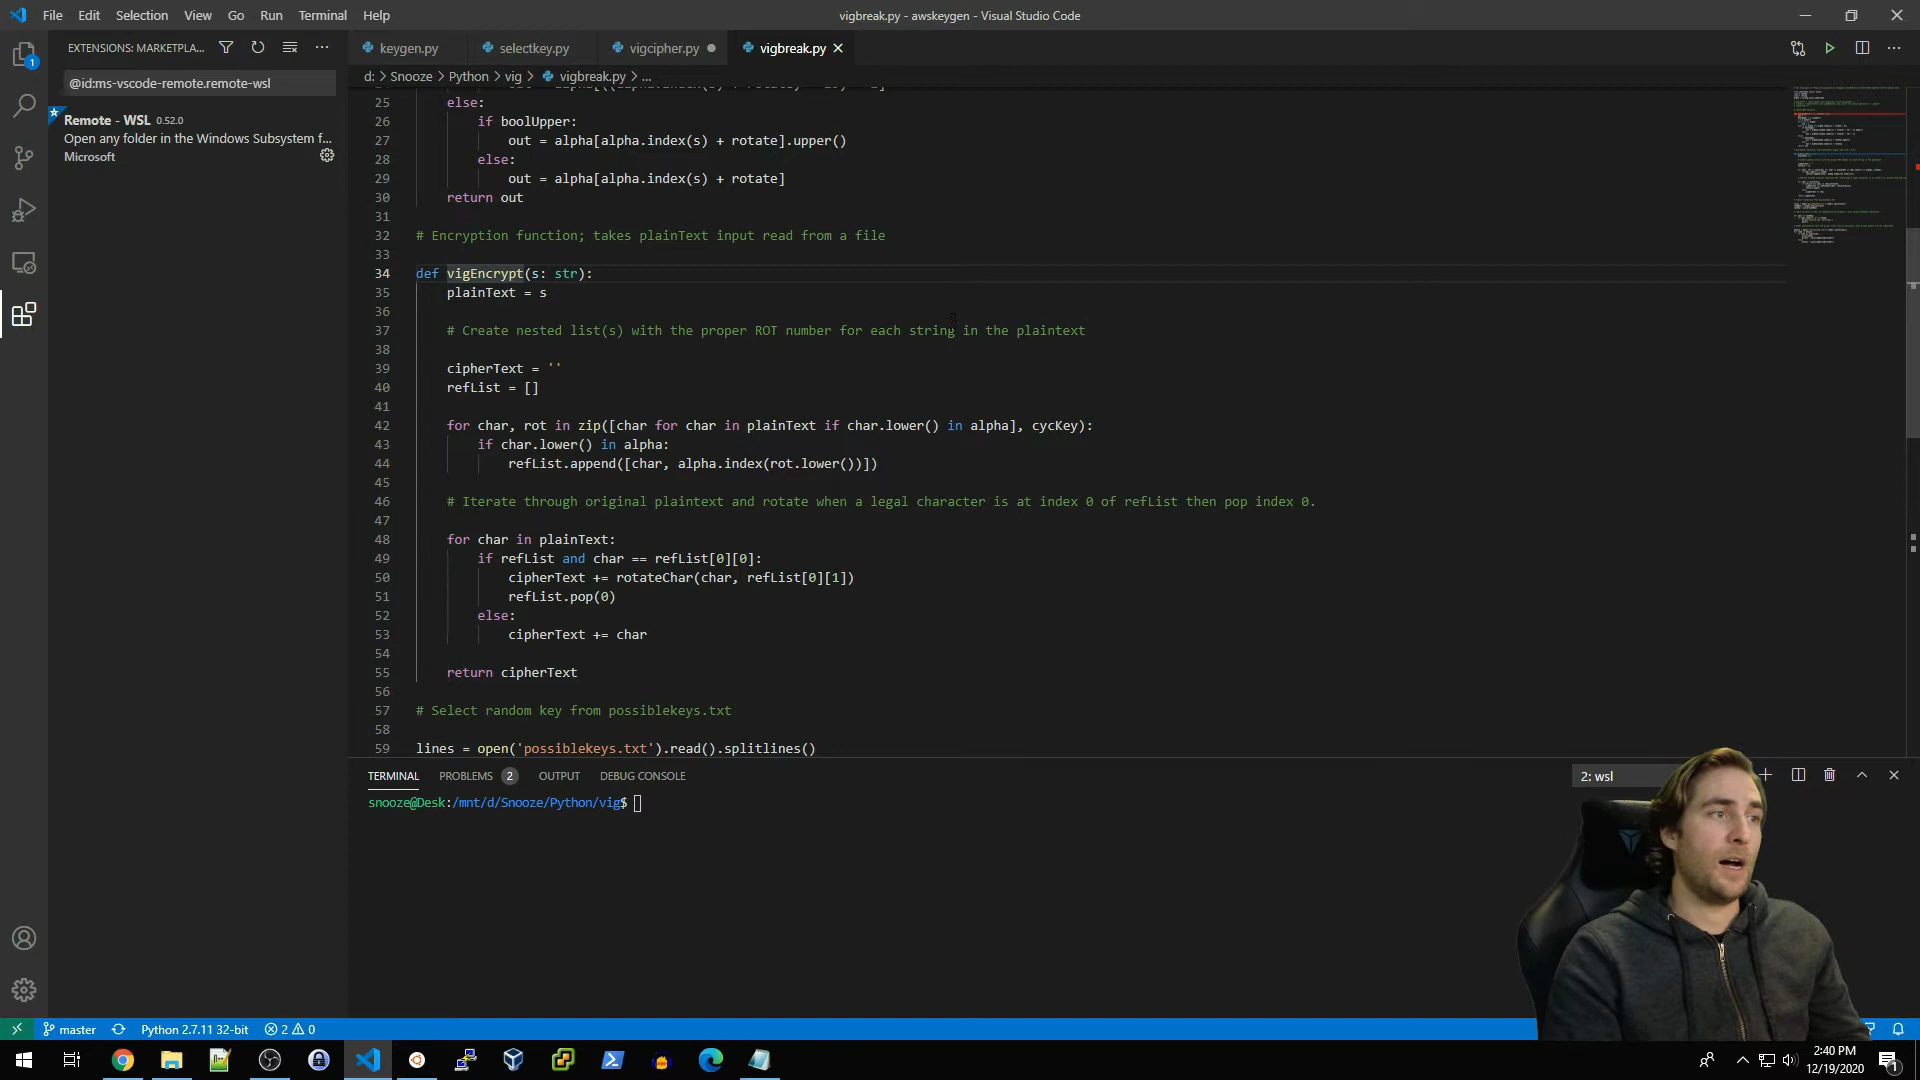 File Edit Selection View Go Run Terminal Help
vigbreak.py - awskeygen - Visual Studio Code
EXTENSIONS: MARKETPLA...
keygen.py selectkey.py vigcipher.py vigbreak.py
1
@id:ms-vscode-remote.remote-wsl
d: > Snooze > Python > vig > vigbreak.py > ...
Remote - WSL 0.52.0
Open any folder in the Windows Subsystem f...
Microsoft
25 else:
26 if boolUpper:
27 out = alpha[alpha.index(s) + rotate].upper()
28 else:
29 out = alpha[alpha.index(s) + rotate]
30 return out
31
32 # Encryption function; takes plainText input read from a file
33
34 def vigEncrypt(s: str):
35 plainText = s
36
37 # Create nested list(s) with the proper ROT number for each string in the plaintext
38
39 cipherText = ''
40 refList = []
41
42 for char, rot in zip([char for char in plainText if char.lower() in alpha], cycKey):
43 if char.lower() in alpha:
44 refList.append([char, alpha.index(rot.lower())])
45
46 # Iterate through original plaintext and rotate when a legal character is at index 0 of refList then pop index 0.
47
48 for char in plainText:
49 if refList and char == refList[0][0]:
50 cipherText += rotateChar(char, refList[0][1])
51 refList.pop(0)
52 else:
53 cipherText += char
54
55 return cipherText
56
57 # Select random key from possiblekeys.txt
58
59 lines = open('possiblekeys.txt').read().splitlines()
TERMINAL PROBLEMS 2 OUTPUT DEBUG CONSOLE
2: wsl
snooze@Desk:/mnt/d/Snooze/Python/vig$
master Python 2.7.11 32-bit 2 0
2:40 PM
12/19/2020
1